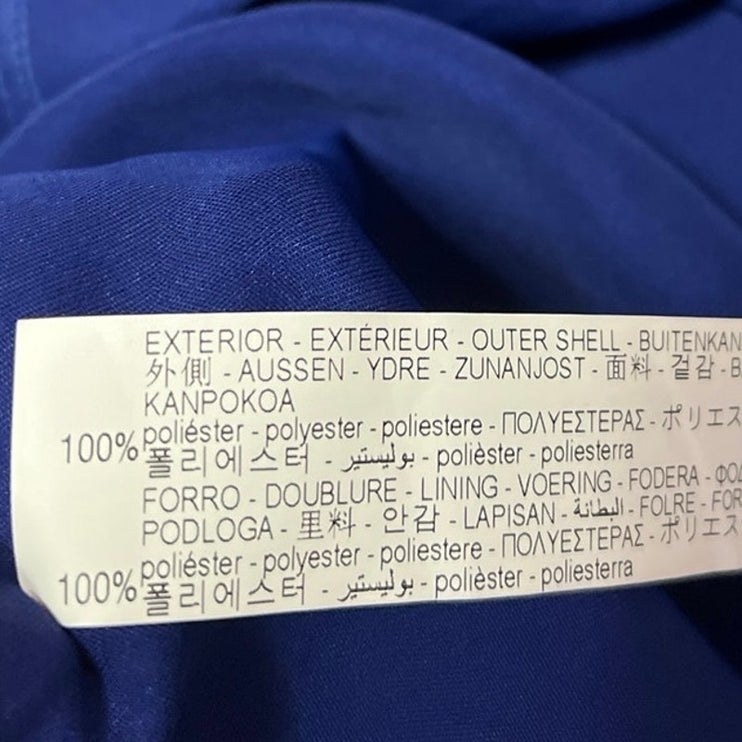 EXTERIOR - EXTÉRIEUR - OUTER SHELL - BUITENKAN
外側 - AUSSEN - YDRE - ZUNANJOST - 面料 - 겉감 - B
KANPOKOA
100% poliéster - polyester - poliestere - ΠΟΛΥΕΣΤΕΡΑΣ - ポリエス
폴리에스터 - بوليستير - polièster - poliesterra
FORRO - DOUBLURE - LINING - VOERING - FODERA - ΦΟΔ
PODLOGA - 里料 - 안감 - LAPISAN - البطانة - FOLRE - FOR
100% poliéster - polyester - poliestere - ΠΟΛΥΕΣΤΕΡΑΣ - ポリエス
폴리에스터 - بوليستير - polièster - poliesterra